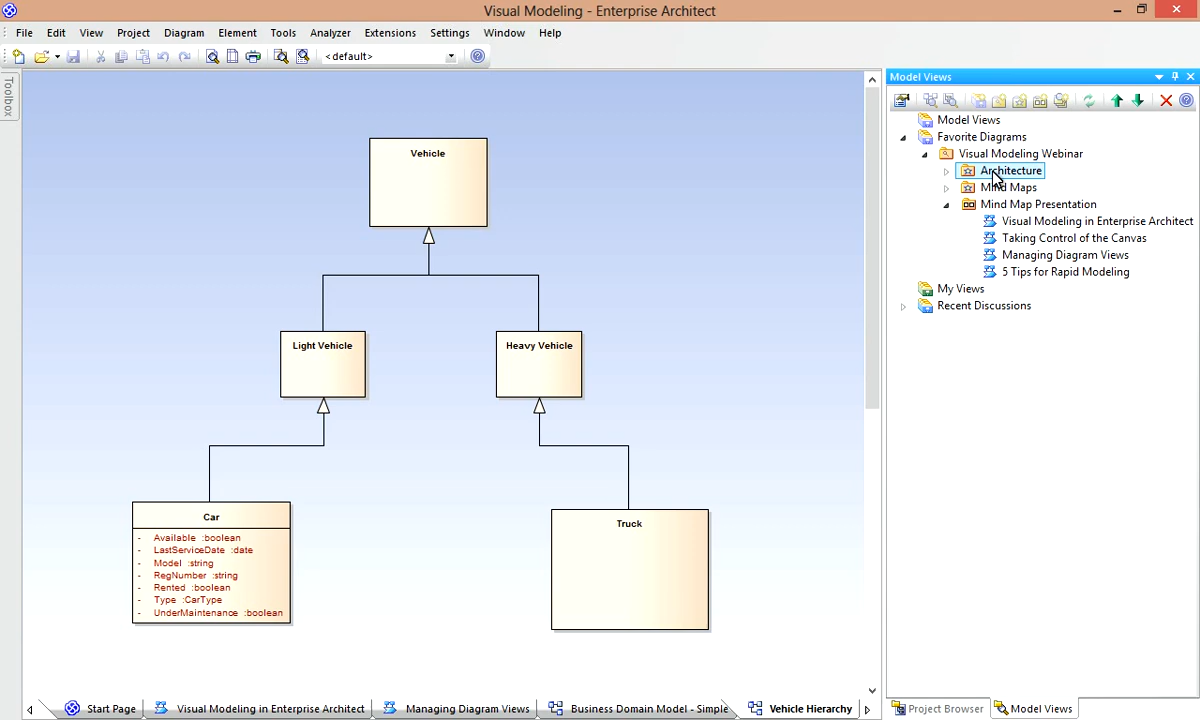 Visual Modeling - Enterprise Architect
File Edit View Project Diagram Element Tools Analyzer Extensions Settings Window Help
<default>
Toolbox
Vehicle
Light Vehicle
Heavy Vehicle
Car
- Available :boolean
- LastServiceDate :date
- Model :string
- RegNumber :string
- Rented :boolean
- Type :CarType
- UnderMaintenance :boolean
Truck
Model Views
Model Views
Favorite Diagrams
Visual Modeling Webinar
Architecture
Mind Maps
Mind Map Presentation
Visual Modeling in Enterprise Architect
Taking Control of the Canvas
Managing Diagram Views
5 Tips for Rapid Modeling
My Views
Recent Discussions
Start Page Visual Modeling in Enterprise Architect Managing Diagram Views Business Domain Model - Simple Vehicle Hierarchy
Project Browser Model Views